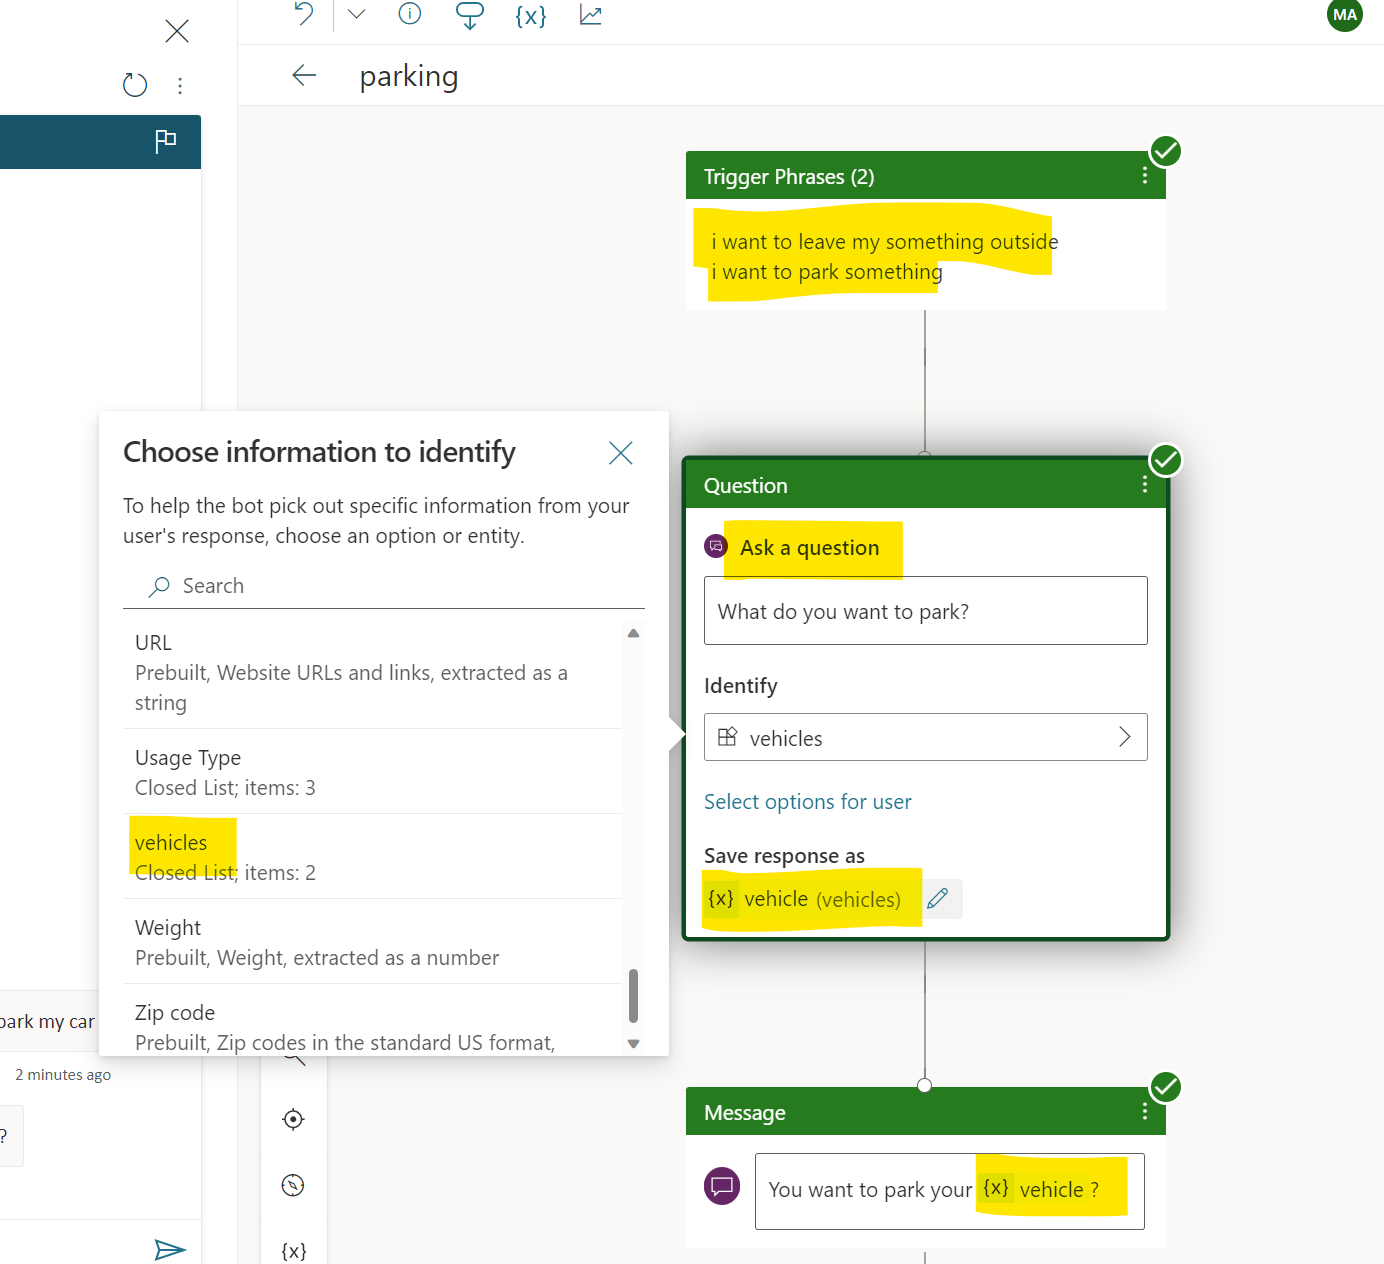 MA
parking
Trigger Phrases (2)
i want to leave my something outside
i want to park something
Choose information to identify
To help the bot pick out specific information from your
user's response, choose an option or entity.
Search
URL
Prebuilt, Website URLs and links, extracted as a
string
Usage Type
Closed List; items: 3
vehicles
Closed List; items: 2
Weight
Prebuilt, Weight, extracted as a number
Zip code
Prebuilt, Zip codes in the standard US format,
Question
Ask a question
What do you want to park?
Identify
vehicles
Select options for user
Save response as
{x} vehicle (vehicles)
park my car
2 minutes ago
?
{x}
Message
You want to park your {x} vehicle ?